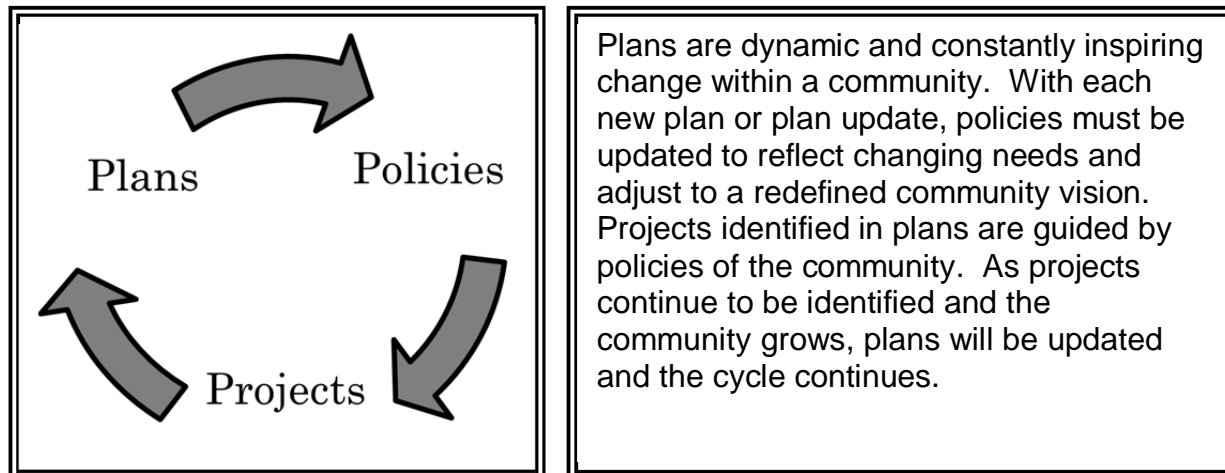 Plans
Policies
Projects
Plans are dynamic and constantly inspiring
change within a community.  With each
new plan or plan update, policies must be
updated to reflect changing needs and
adjust to a redefined community vision.
Projects identified in plans are guided by
policies of the community.  As projects
continue to be identified and the
community grows, plans will be updated
and the cycle continues.